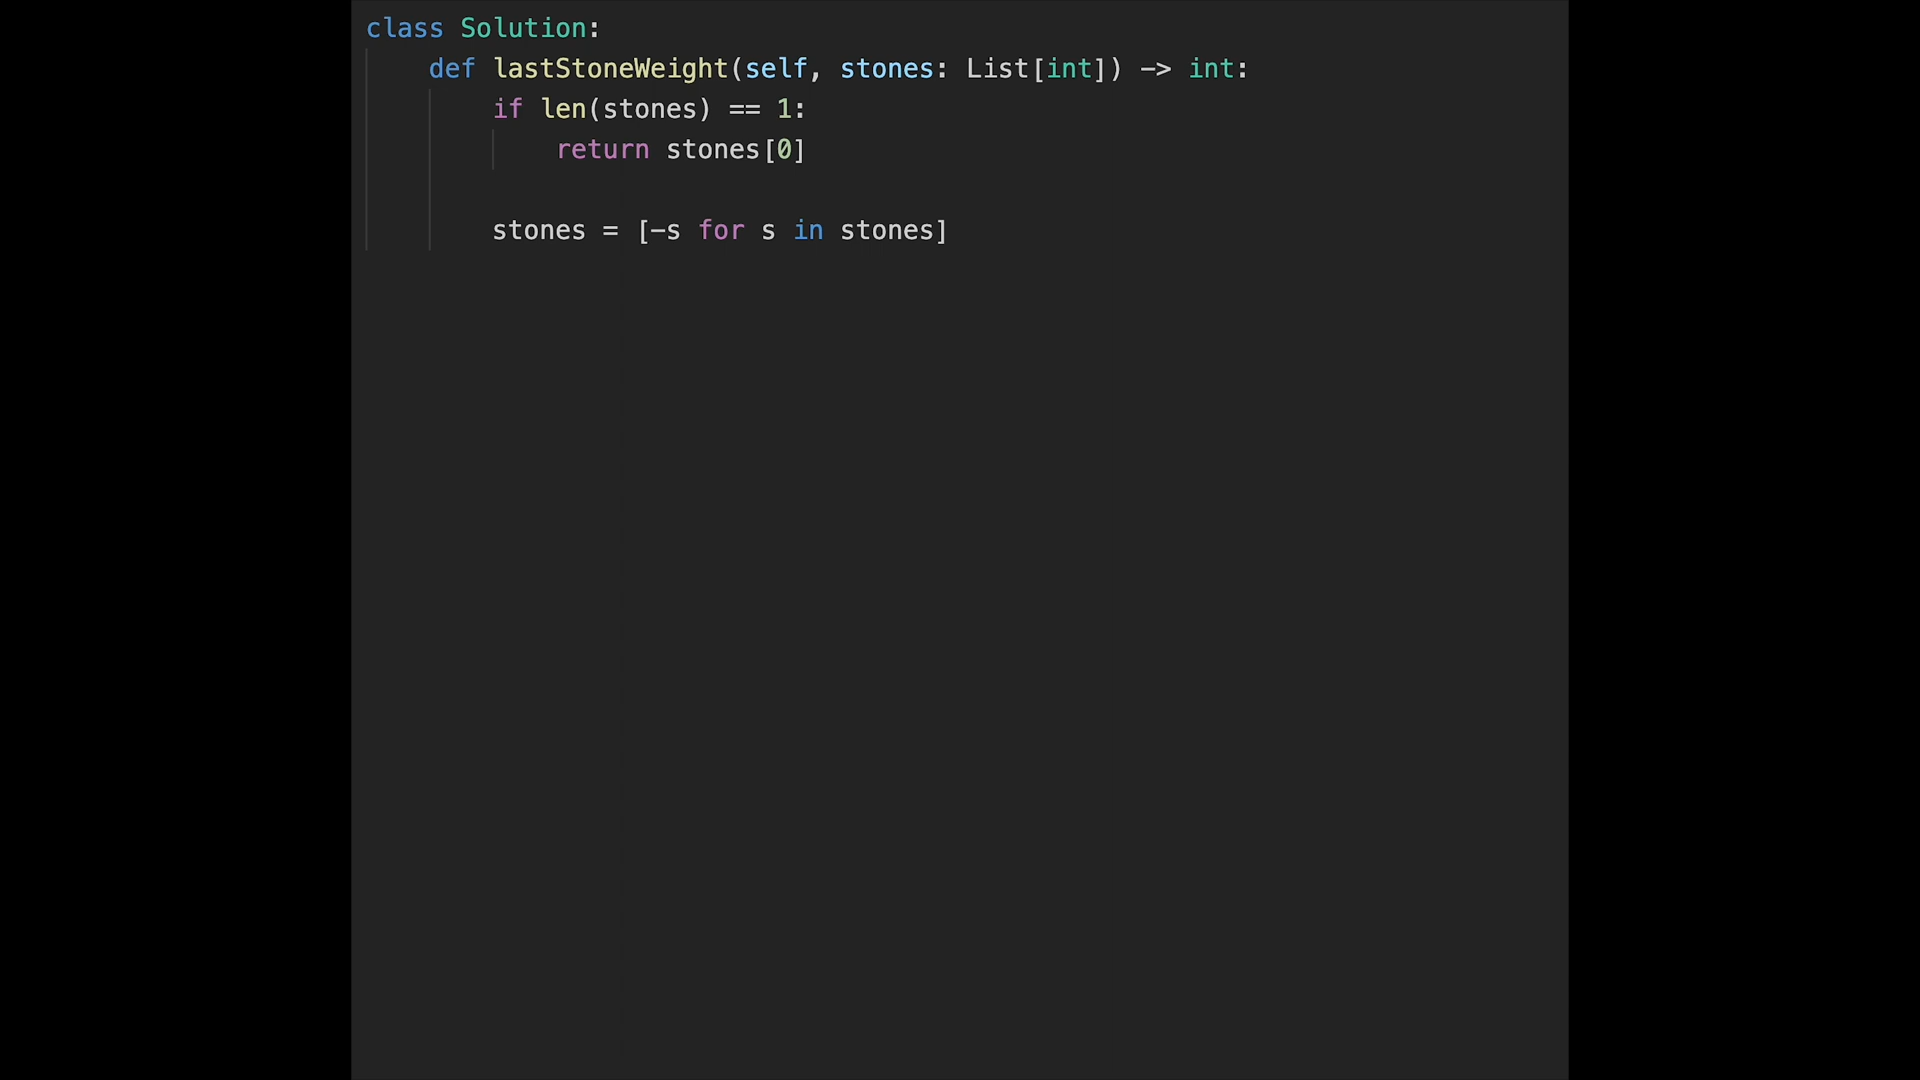 class Solution:
    def lastStoneWeight(self, stones: List[int]) -> int:
        if len(stones) == 1:
            return stones[0]

        stones = [-s for s in stones]